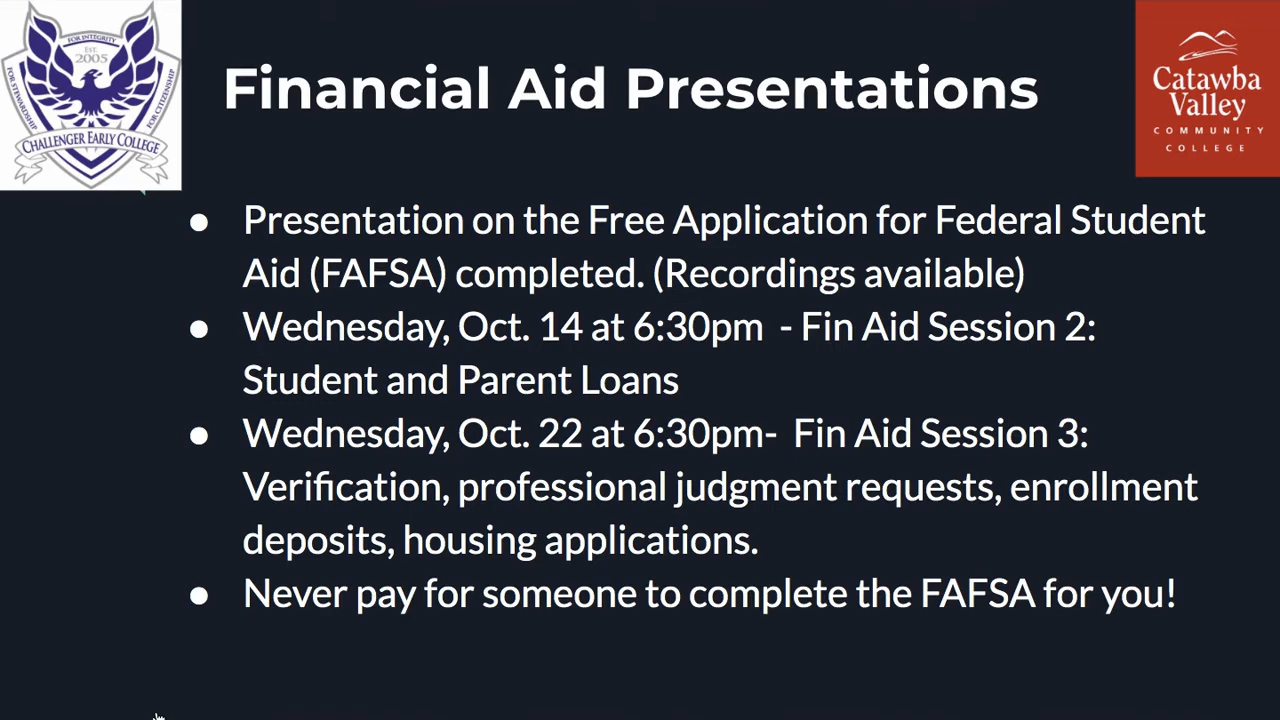 FOR INTEGRITY
Est.
2005
FOR STEWARDSHIP
FOR CITIZENSHIP
CHALLENGER EARLY COLLEGE
Financial Aid Presentations
Catawba
Valley
COMMUNITY
COLLEGE
● Presentation on the Free Application for Federal Student
Aid (FAFSA) completed. (Recordings available)
● Wednesday, Oct. 14 at 6:30pm - Fin Aid Session 2:
Student and Parent Loans
● Wednesday, Oct. 22 at 6:30pm- Fin Aid Session 3:
Verification, professional judgment requests, enrollment
deposits, housing applications.
● Never pay for someone to complete the FAFSA for you!